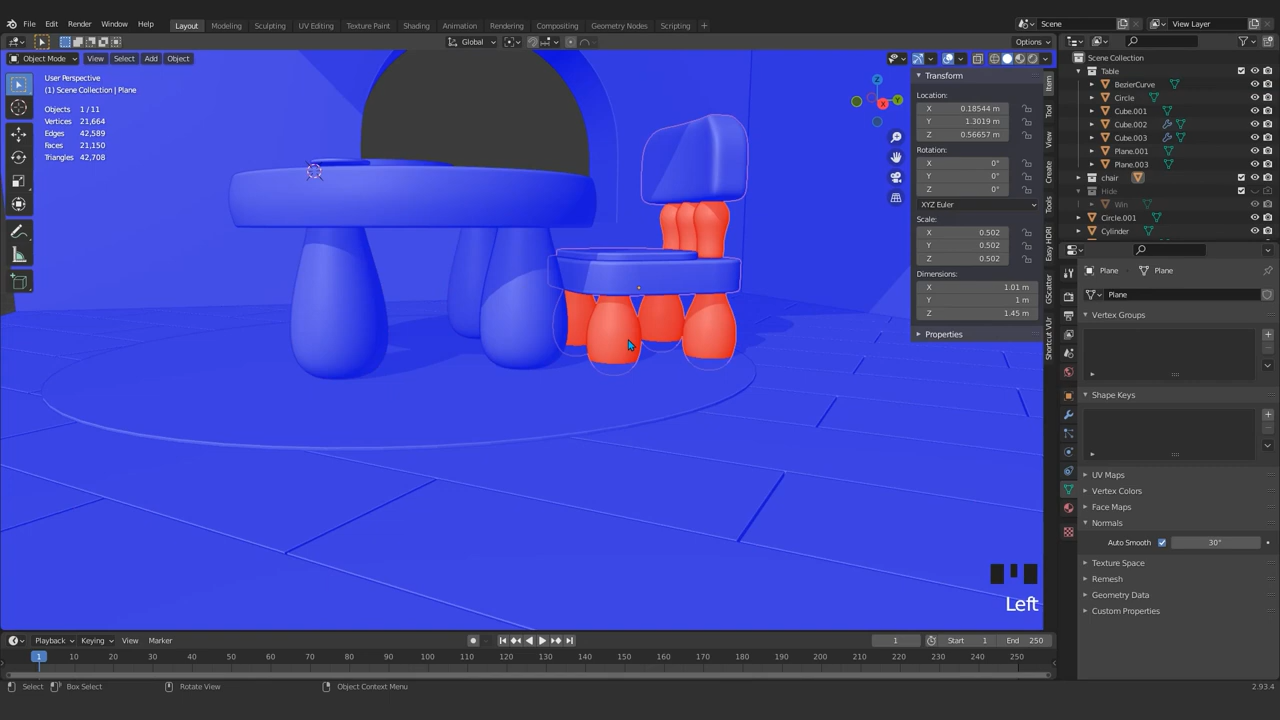 File Edit Render Window Help
Layout Modeling Sculpting UV Editing Texture Paint Shading Animation Rendering Compositing Geometry Nodes Scripting +
Scene View Layer
Global Options
Object Mode View Select Add Object
User Perspective
(1) Scene Collection | Plane
Objects 1 / 11
Vertices 21,664
Edges 42,589
Faces 21,150
Triangles 42,708
Z
Y
X
Transform
Location:
X 0.18544 m
Y 1.3019 m
Z 0.56657 m
Rotation:
X 0°
Y 0°
Z 0°
XYZ Euler
Scale:
X 0.502
Y 0.502
Z 0.502
Dimensions:
X 1.01 m
Y 1 m
Z 1.45 m
Properties
Item
Tool
View
Create
Tools
Easy HDRI
GScatter
Shortcut VUr
Scene Collection
Table
BezierCurve
Circle
Cube.001
Cube.002
Cube.003
Plane.001
Plane.003
chair
Hide
Win
Circle.001
Cylinder
Plane Plane
Plane
Vertex Groups
Shape Keys
UV Maps
Vertex Colors
Face Maps
Normals
Auto Smooth 30°
Texture Space
Remesh
Geometry Data
Custom Properties
Left
Playback Keying View Marker
1 Start 1 End 250
1 10 20 30 40 50 60 70 80 90 100 110 120 130 140 150 160 170 180 190 200 210 220 230 240 250
Select Box Select Rotate View Object Context Menu 2.93.4